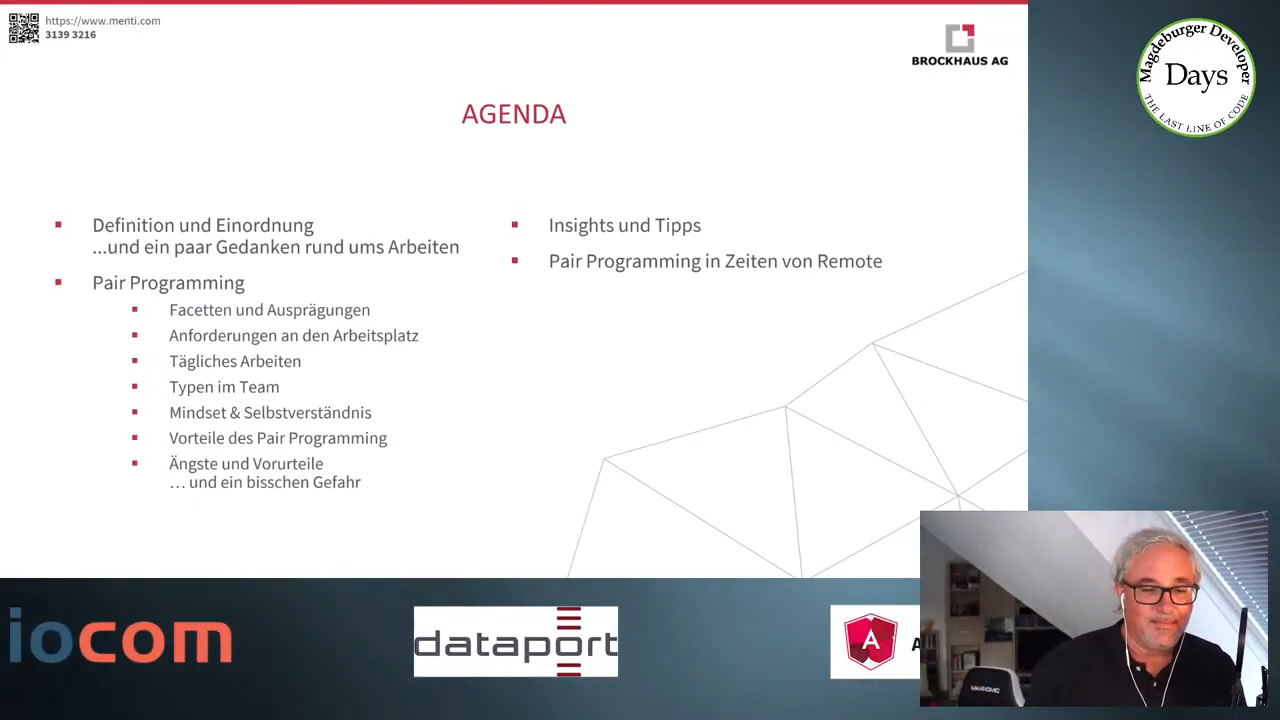 https://www.menti.com
3139 3216
BROCKHAUS AG
Magdeburger Developer
Days
THE LAST LINE OF CODE
AGENDA
Definition und Einordnung
...und ein paar Gedanken rund ums Arbeiten
Pair Programming
Facetten und Ausprägungen
Anforderungen an den Arbeitsplatz
Tägliches Arbeiten
Typen im Team
Mindset & Selbstverständnis
Vorteile des Pair Programming
Ängste und Vorurteile
… und ein bisschen Gefahr
Insights und Tipps
Pair Programming in Zeiten von Remote
iocom
dataport
A
MAXNOMIC